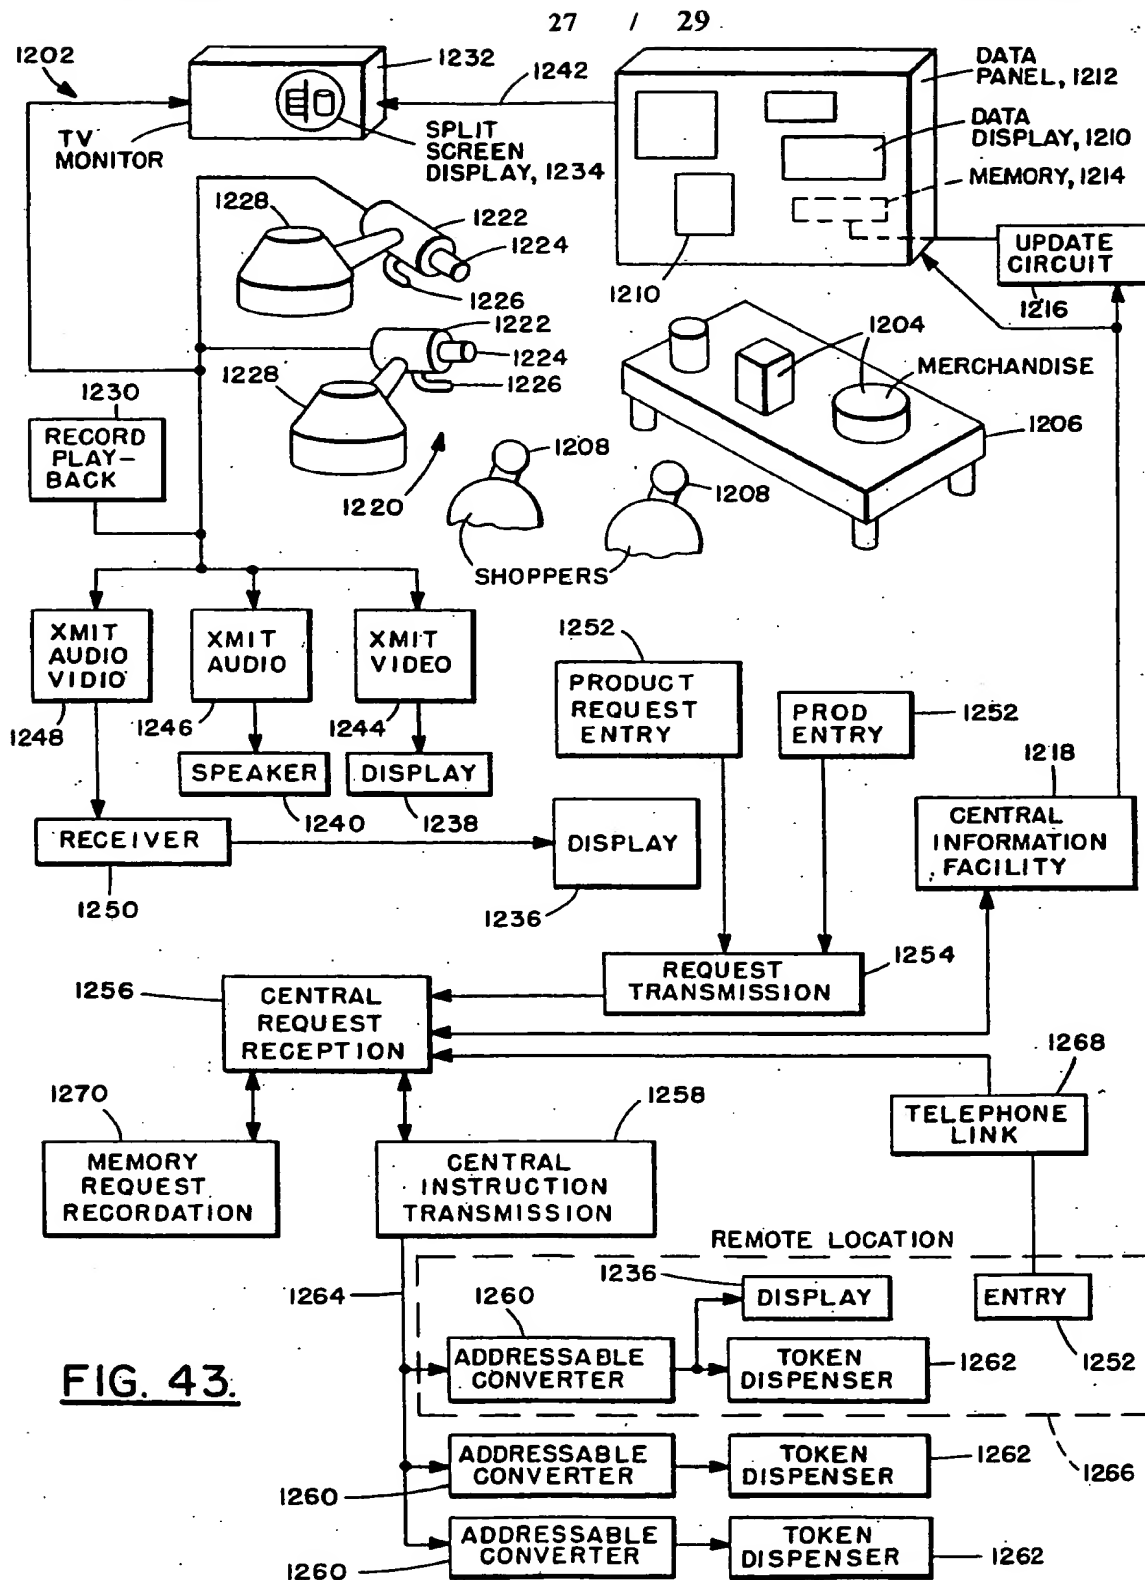 27 / 29
1202
1232
1242
DATA
PANEL, 1212
TV
MONITOR
SPLIT
SCREEN
DISPLAY, 1234
DATA
DISPLAY, 1210
MEMORY, 1214
1228
1222
1224
1226
1210
UPDATE
CIRCUIT
1216
1222
1224
1226
1228
1204
MERCHANDISE
1206
1230
RECORD
PLAY-
BACK
1220
1208
1208
SHOPPERS
XMIT
AUDIO
VIDIO
XMIT
AUDIO
XMIT
VIDEO
1248
1246
1244
1252
PRODUCT
REQUEST
ENTRY
PROD
ENTRY
1252
SPEAKER
DISPLAY
1240
1238
1218
CENTRAL
INFORMATION
FACILITY
RECEIVER
1250
DISPLAY
1236
REQUEST
TRANSMISSION
1254
1256
CENTRAL
REQUEST
RECEPTION
1268
TELEPHONE
LINK
1270
MEMORY
REQUEST
RECORDATION
1258
CENTRAL
INSTRUCTION
TRANSMISSION
REMOTE LOCATION
1264
1236
DISPLAY
ENTRY
1252
1260
ADDRESSABLE
CONVERTER
TOKEN
DISPENSER
1262
FIG. 43.
ADDRESSABLE
CONVERTER
1260
TOKEN
DISPENSER
1262
1266
ADDRESSABLE
CONVERTER
1260
TOKEN
DISPENSER
1262